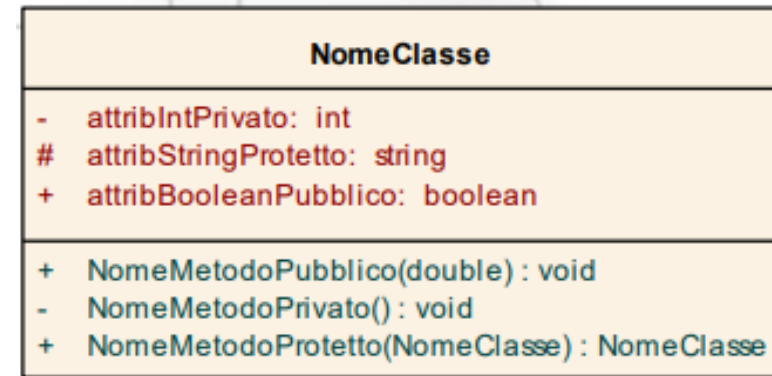 NomeClasse
- attribIntPrivato: int
# attribStringProtetto: string
+ attribBooleanPubblico: boolean
+ NomeMetodoPubblico(double) : void
- NomeMetodoPrivato() : void
+ NomeMetodoProtetto(NomeClasse) : NomeClasse